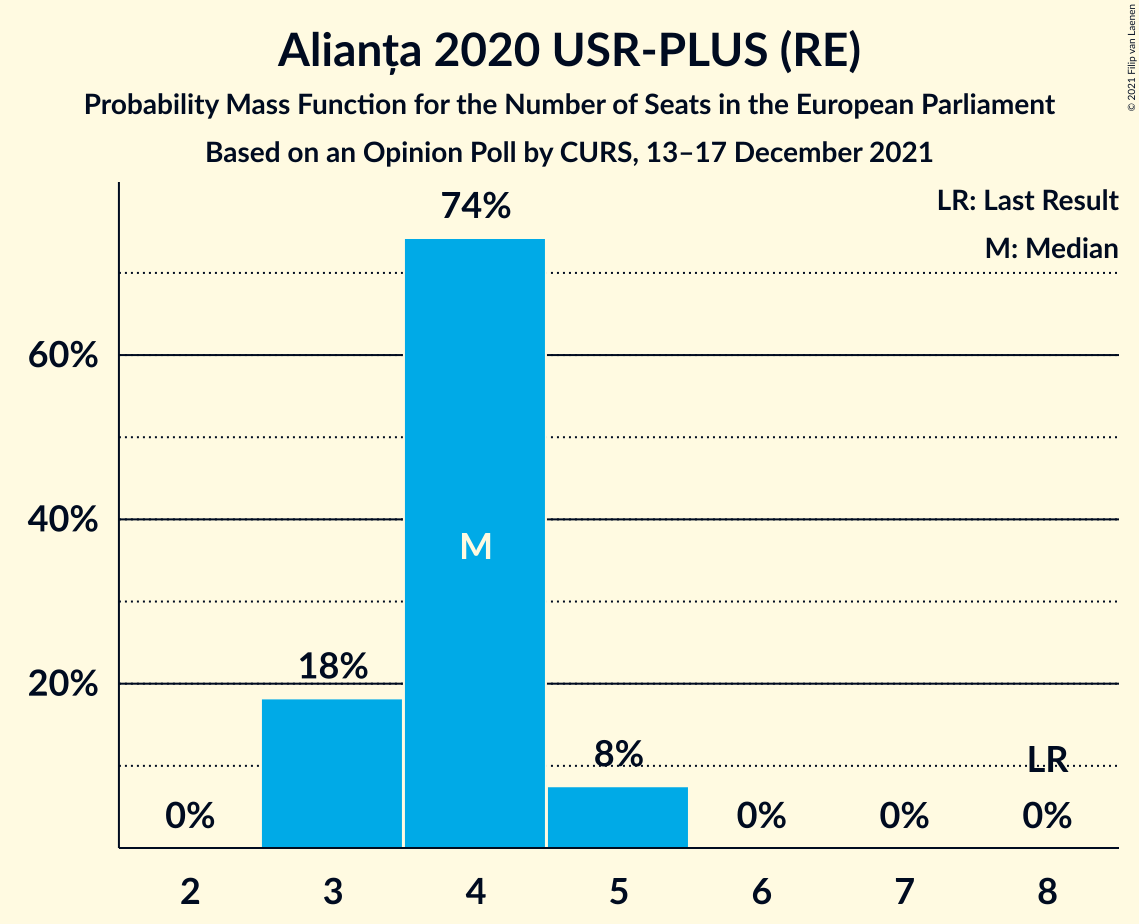 Alianța 2020 USR-PLUS (RE)
Probability Mass Function for the Number of Seats in the European Parliament
Based on an Opinion Poll by CURS, 13–17 December 2021
© 2021 Filip van Laenen
LR: Last Result
M: Median
60%
40%
20%
0%
18%
74%
M
8%
0%
0%
LR
0%
2 3 4 5 6 7 8